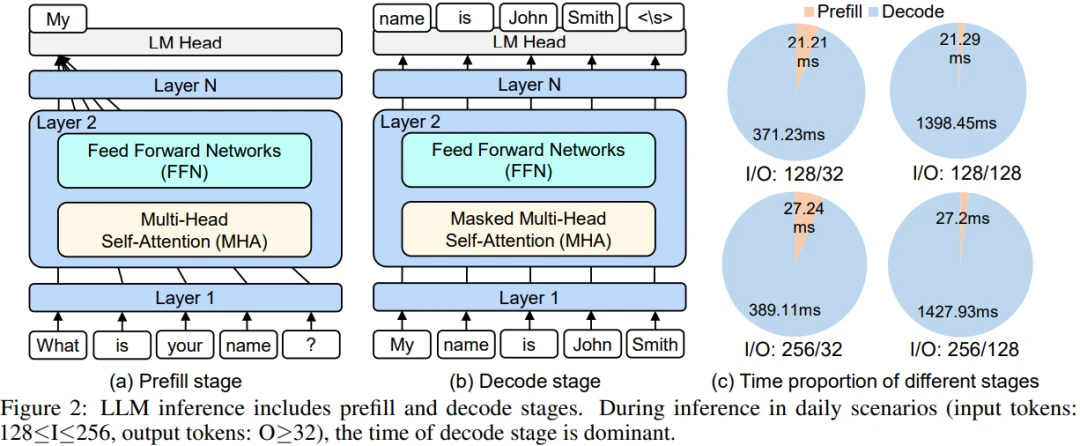 My
LM Head
Layer N
Layer 2
Feed Forward Networks
(FFN)
Multi-Head
Self-Attention (MHA)
Layer 1
What is your name ?
(a) Prefill stage
name is John Smith <\s>
LM Head
Layer N
Layer 2
Feed Forward Networks
(FFN)
Masked Multi-Head
Self-Attention (MHA)
Layer 1
My name is John Smith
(b) Decode stage
Prefill Decode
21.21
ms
371.23ms
I/O: 128/32
21.29
ms
1398.45ms
I/O: 128/128
27.24
ms
389.11ms
I/O: 256/32
27.2ms
1427.93ms
I/O: 256/128
(c) Time proportion of different stages
Figure 2: LLM inference includes prefill and decode stages. During inference in daily scenarios (input tokens:
128≤I≤256, output tokens: O≥32), the time of decode stage is dominant.